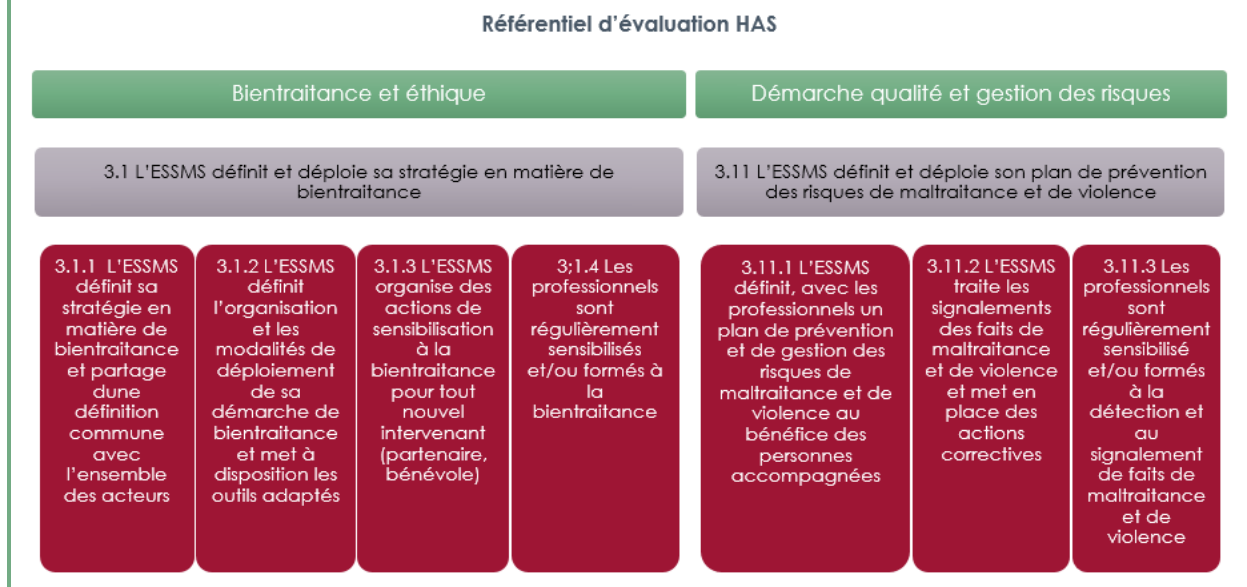 Référentiel d'évaluation HAS
Bientraitance et éthique
Démarche qualité et gestion des risques
3.1 L'ESSMS définit et déploie sa stratégie en matière de
bientraitance
3.11 L'ESSMS définit et déploie son plan de prévention
des risques de maltraitance et de violence
3.1.1 L'ESSMS
définit sa
stratégie en
matière de
bientraitance
et partage
dune
définition
commune
avec
l'ensemble
des acteurs
3.1.2 L'ESSMS
définit
l'organisation
et les
modalités de
déploiement
de sa
démarche de
bientraitance
et met à
disposition les
outils adaptés
3.1.3 L'ESSMS
organise des
actions de
sensibilisation
à la
bientraitance
pour tout
nouvel
intervenant
(partenaire,
bénévole)
3;1.4 Les
professionnels
sont
régulièrement
sensibilisés
et/ou formés à
la
bientraitance
3.11.1 L'ESSMS
définit, avec les
professionnels un
plan de prévention
et de gestion des
risques de
maltraitance et de
violence au
bénéfice des
personnes
accompagnées
3.11.2 L'ESSMS
traite les
signalements
des faits de
maltraitance
et de violence
et met en
place des
actions
correctives
3.11.3 Les
professionnels
sont
régulièrement
sensibilisé
et/ou formés
à la
détection et
au
signalement
de faits de
maltraitance
et de
violence